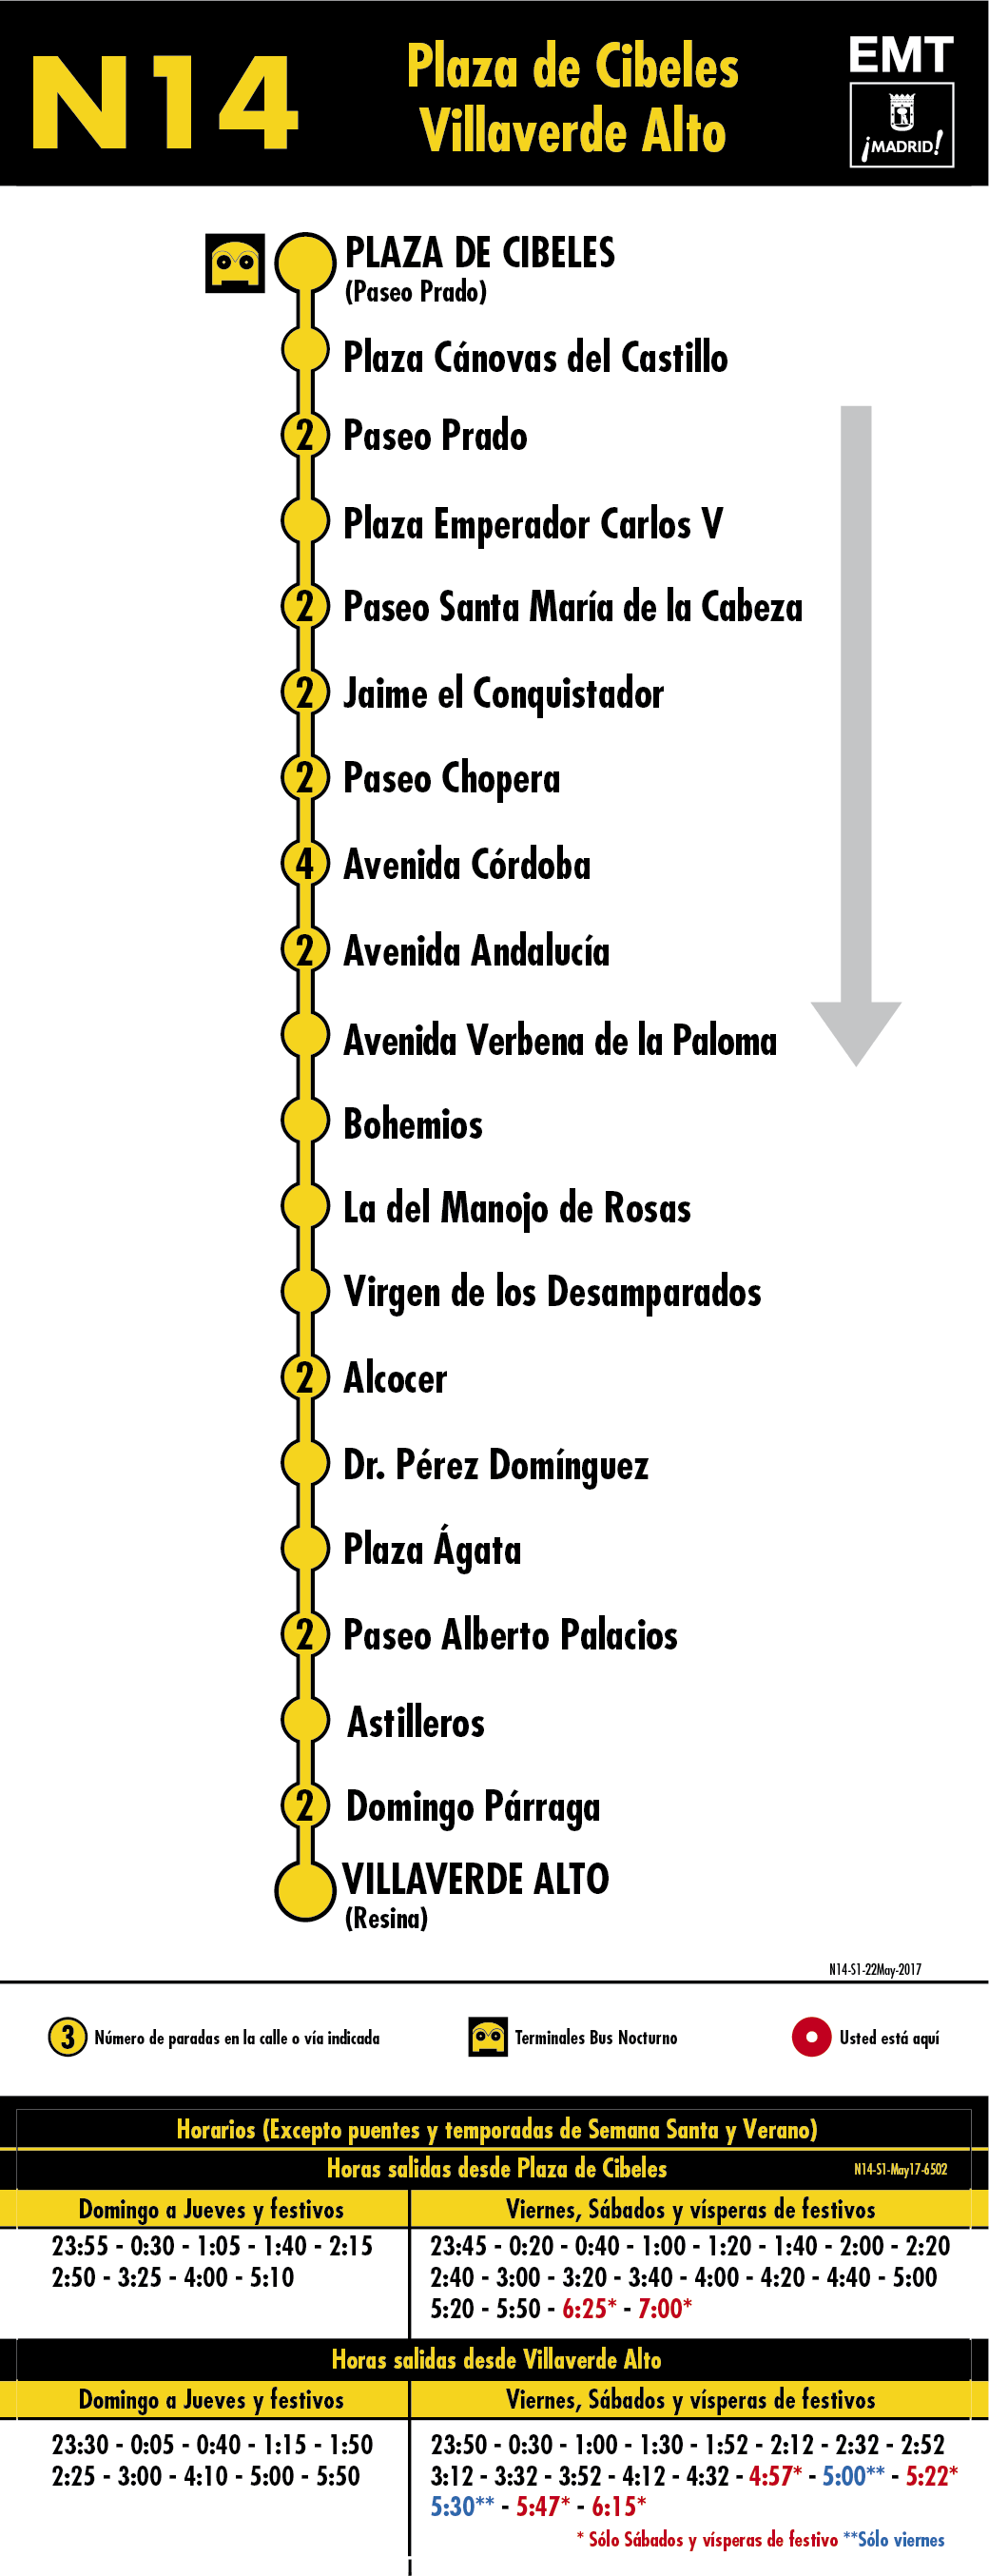 N14
Plaza de Cibeles
Villaverde Alto
EMT
¡MADRID!
PLAZA DE CIBELES
(Paseo Prado)
Plaza Cánovas del Castillo
2 Paseo Prado
Plaza Emperador Carlos V
2 Paseo Santa María de la Cabeza
2 Jaime el Conquistador
2 Paseo Chopera
4 Avenida Córdoba
2 Avenida Andalucía
Avenida Verbena de la Paloma
Bohemios
La del Manojo de Rosas
Virgen de los Desamparados
2 Alcocer
Dr. Pérez Domínguez
Plaza Ágata
2 Paseo Alberto Palacios
Astilleros
2 Domingo Párraga
VILLAVERDE ALTO
(Resina)
N14-S1-22May-2017
3 Número de paradas en la calle o vía indicada
Terminales Bus Nocturno
Usted está aquí
Horarios (Excepto puentes y temporadas de Semana Santa y Verano)
Horas salidas desde Plaza de Cibeles
N14-S1-May17-6502
Domingo a Jueves y festivos
23:55 - 0:30 - 1:05 - 1:40 - 2:15
2:50 - 3:25 - 4:00 - 5:10
Viernes, Sábados y vísperas de festivos
23:45 - 0:20 - 0:40 - 1:00 - 1:20 - 1:40 - 2:00 - 2:20
2:40 - 3:00 - 3:20 - 3:40 - 4:00 - 4:20 - 4:40 - 5:00
5:20 - 5:50 - 6:25* - 7:00*
Horas salidas desde Villaverde Alto
Domingo a Jueves y festivos
23:30 - 0:05 - 0:40 - 1:15 - 1:50
2:25 - 3:00 - 4:10 - 5:00 - 5:50
Viernes, Sábados y vísperas de festivos
23:50 - 0:30 - 1:00 - 1:30 - 1:52 - 2:12 - 2:32 - 2:52
3:12 - 3:32 - 3:52 - 4:12 - 4:32 - 4:57* - 5:00** - 5:22*
5:30** - 5:47* - 6:15*
* Sólo Sábados y vísperas de festivo **Sólo viernes